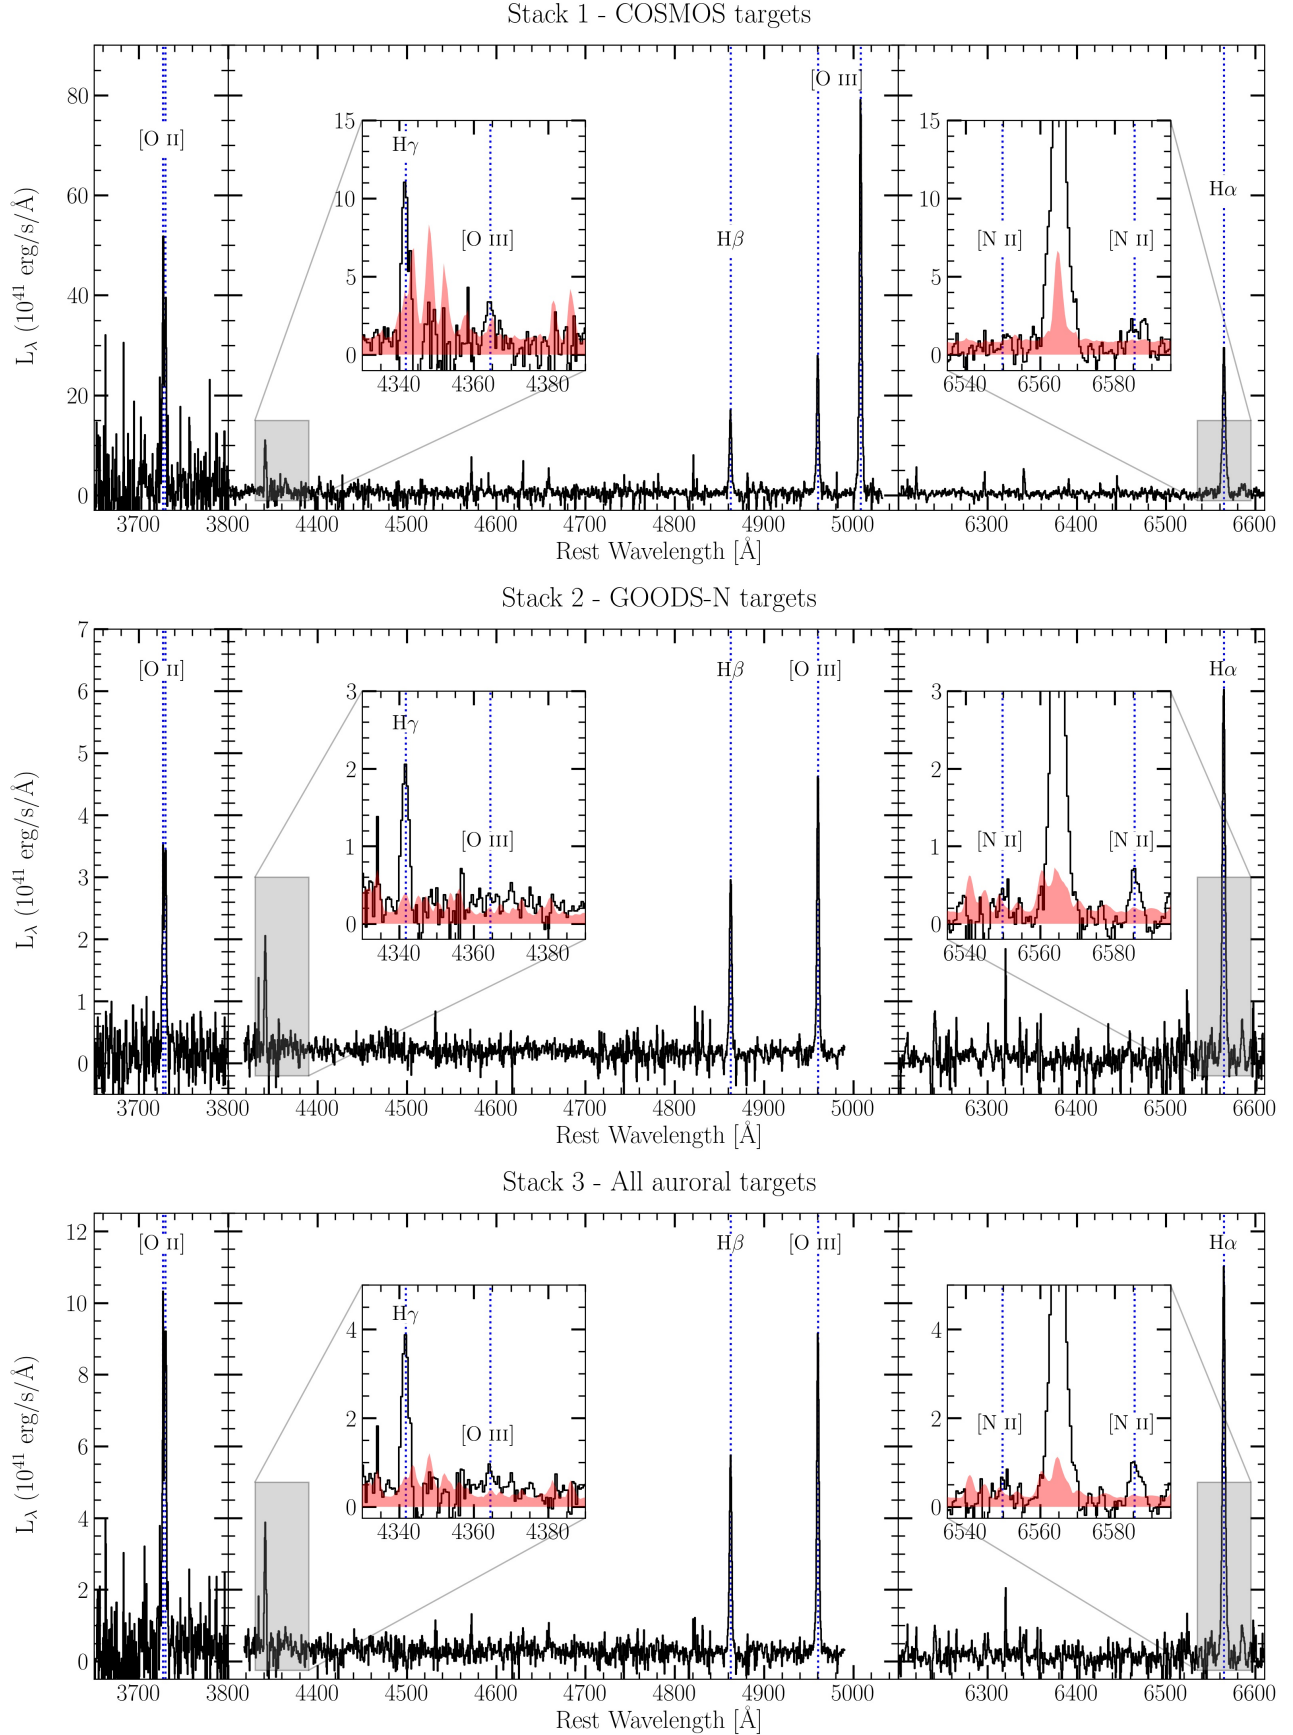 Stack 1 - COSMOS targets
[O III]
80
[O II]
15
Hγ
15
60
10
10
Hα
[O III]
Hβ
[N II]
[N II]
L_λ (10^41 erg/s/Å)
40
5
5
0
0
4340 4360 4380
6540 6560 6580
20
0
3700 3800 4400 4500 4600 4700 4800 4900 5000 6300 6400 6500 6600
Rest Wavelength [Å]
Stack 2 - GOODS-N targets
7
[O II]
Hβ
[O III]
Hα
6
3
Hγ
3
5
2
2
[O III]
[N II]
[N II]
L_λ (10^41 erg/s/Å)
4
1
1
3
0
0
4340 4360 4380
6540 6560 6580
2
1
0
3700 3800 4400 4500 4600 4700 4800 4900 5000 6300 6400 6500 6600
Rest Wavelength [Å]
Stack 3 - All auroral targets
12
[O II]
Hβ
[O III]
Hα
10
Hγ
4
4
8
[O III]
[N II]
[N II]
L_λ (10^41 erg/s/Å)
2
2
6
0
0
4340 4360 4380
6540 6560 6580
4
2
0
3700 3800 4400 4500 4600 4700 4800 4900 5000 6300 6400 6500 6600
Rest Wavelength [Å]